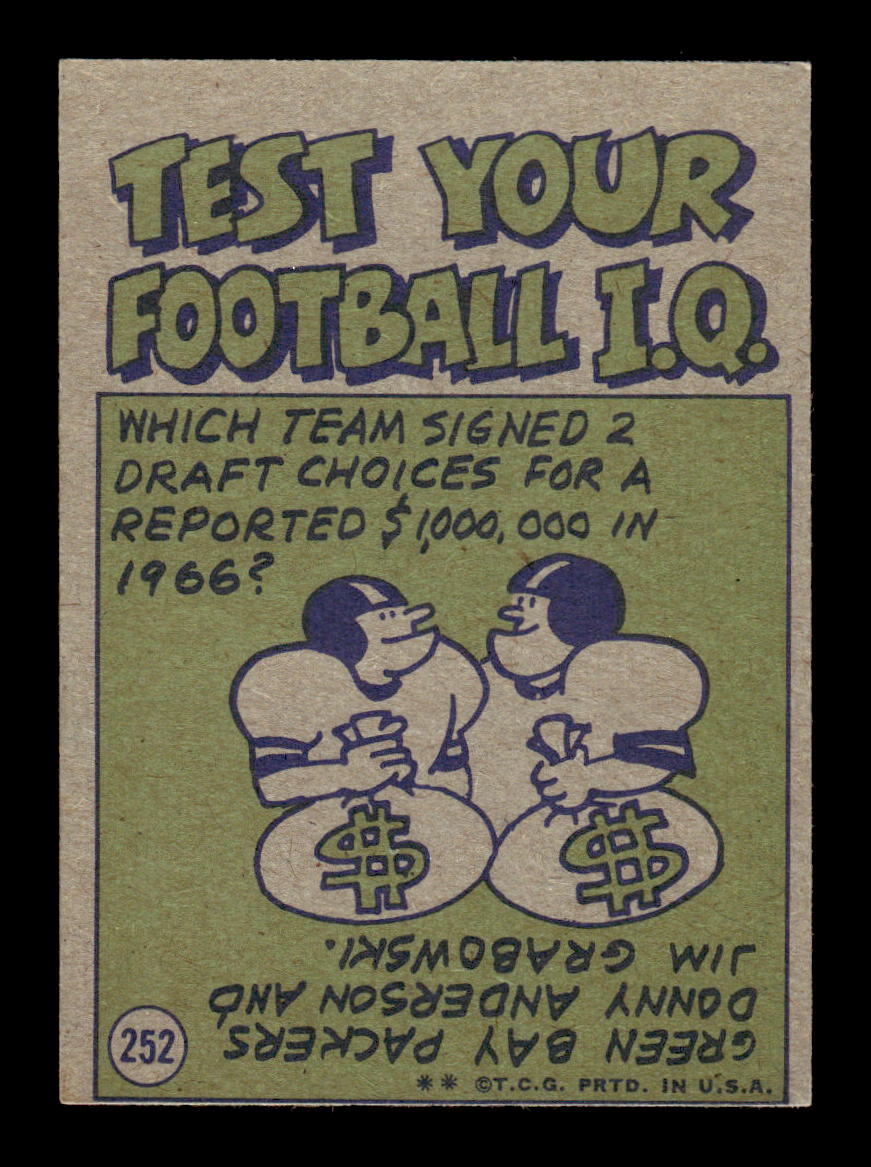 TEST YOUR
FOOTBALL I.Q.
WHICH TEAM SIGNED 2
DRAFT CHOICES FOR A
REPORTED $1,000,000 IN
1966?
$ $
GREEN BAY PACKERS
DONNY ANDERSON AND
JIM GRABOWSKI.
252
** ©T.C.G. PRTD. IN U.S.A.